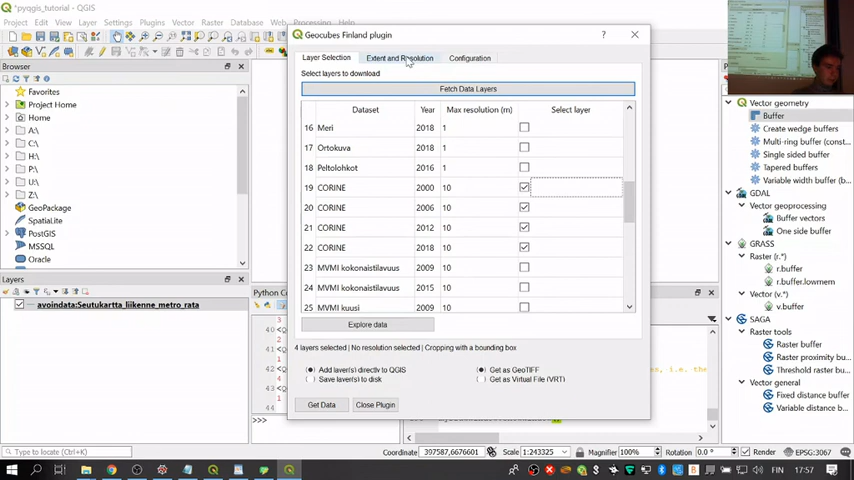 *pyqgis_tutorial — QGIS
Project Edit View Layer Settings Plugins Vector Raster Database Web
Browser
Favorites
Project Home
Home
A:\
C:\
H:\
P:\
U:\
Z:\
GeoPackage
SpatiaLite
PostGIS
MSSQL
Oracle
Layers
avoindata:Seutukartta_liikenne_metro_rata
Geocubes Finland plugin
Layer Selection Extent and Resolution Configuration
Select layers to download
Fetch Data Layers
Dataset Year Max resolution (m) Select layer
16 Meri 2018 1
17 Ortokuva 2018 1
18 Peltolohkot 2016 1
19 CORINE 2000 10
20 CORINE 2006 10
21 CORINE 2012 10
22 CORINE 2018 10
23 MVMI kokonaistilavuus 2009 10
24 MVMI kokonaistilavuus 2015 10
25 MVMI kuusi 2009 10
Explore data
4 layers selected | No resolution selected | Cropping with a bounding box
Add layer(s) directly to QGIS Get as GeoTIFF
Save layer(s) to disk Get as Virtual File (VRT)
Get Data Close Plugin
Python Co
>>>
Vector geometry
Buffer
Create wedge buffers
Multi-ring buffer (const...
Single sided buffer
Tapered buffers
Variable width buffer (b...
GDAL
Vector geoprocessing
Buffer vectors
One side buffer
GRASS
Raster (r.*)
r.buffer
r.buffer.lowmem
Vector (v.*)
v.buffer
SAGA
Raster tools
Raster buffer
Raster proximity bu...
Threshold raster bu...
Vector general
Fixed distance buffer
Variable distance b...
Type to locate (Ctrl+K)
Coordinate 397587,6676601 Scale 1:243325 Magnifier 100% Rotation 0.0 ° Render EPSG:3067
FIN 17:57